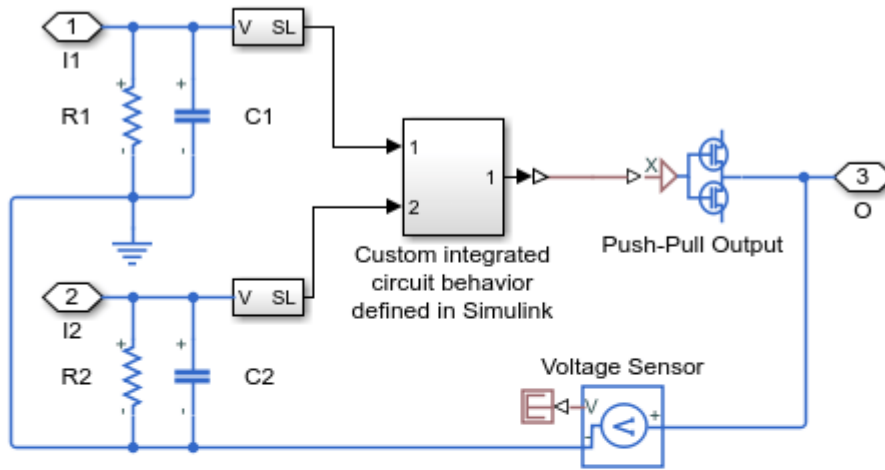 1
I1
V SL
+
+
R1
C1
-
-
1
2
1
X
3
O
Push-Pull Output
Custom integrated
circuit behavior
defined in Simulink
2
I2
V SL
+
+
R2
C2
-
-
Voltage Sensor
V
V
+
-